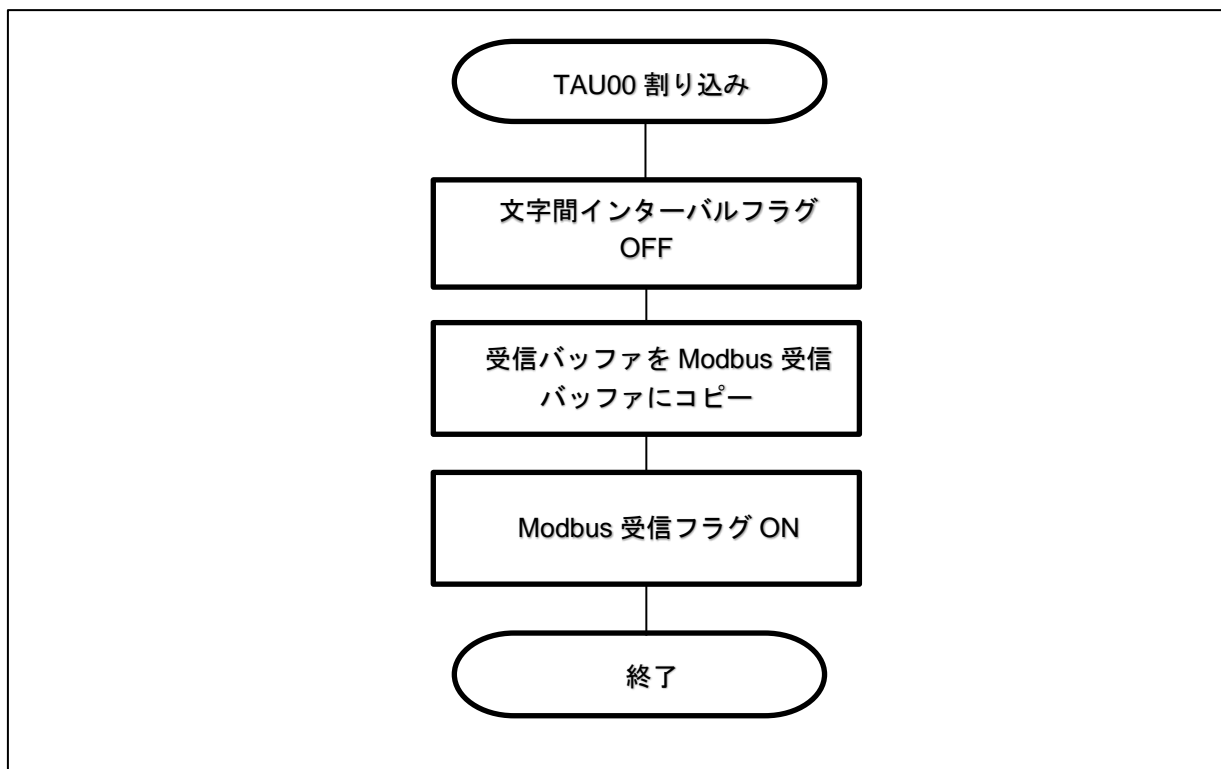 TAU00 割り込み
文字間インターバルフラグ
OFF
受信バッファを Modbus 受信
バッファにコピー
Modbus 受信フラグ ON
終了